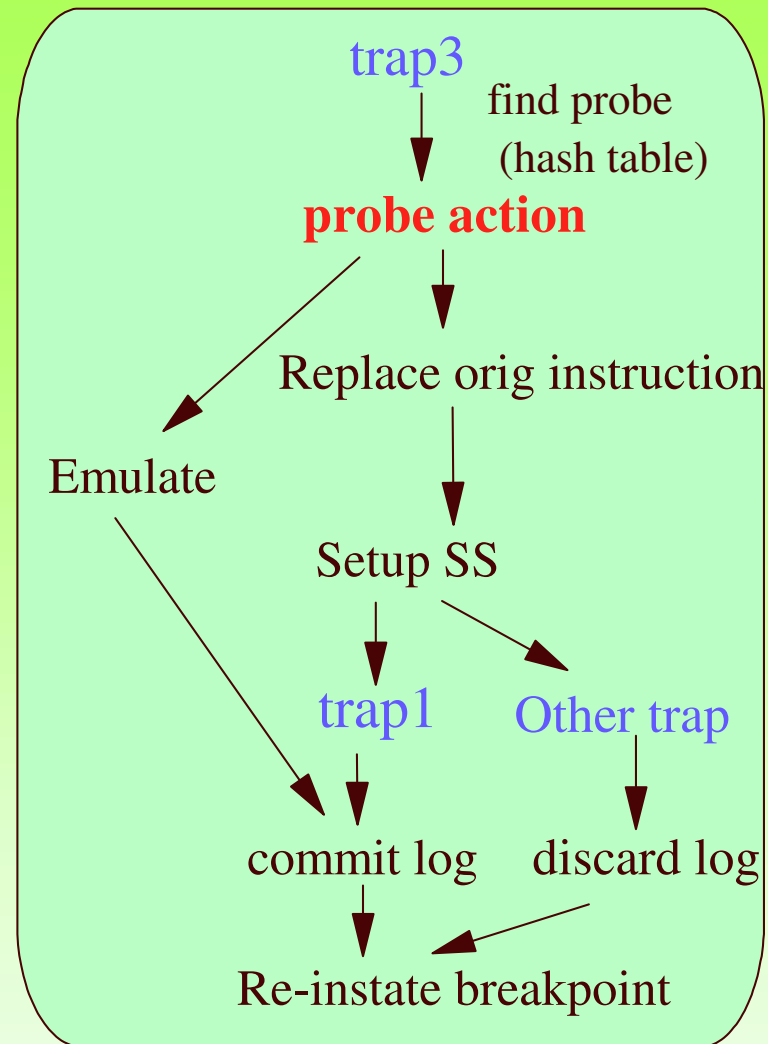 trap3
find probe
(hash table)
probe action
Replace orig instruction
Emulate
Setup SS
trap1
Other trap
commit log
discard log
Re-instate breakpoint